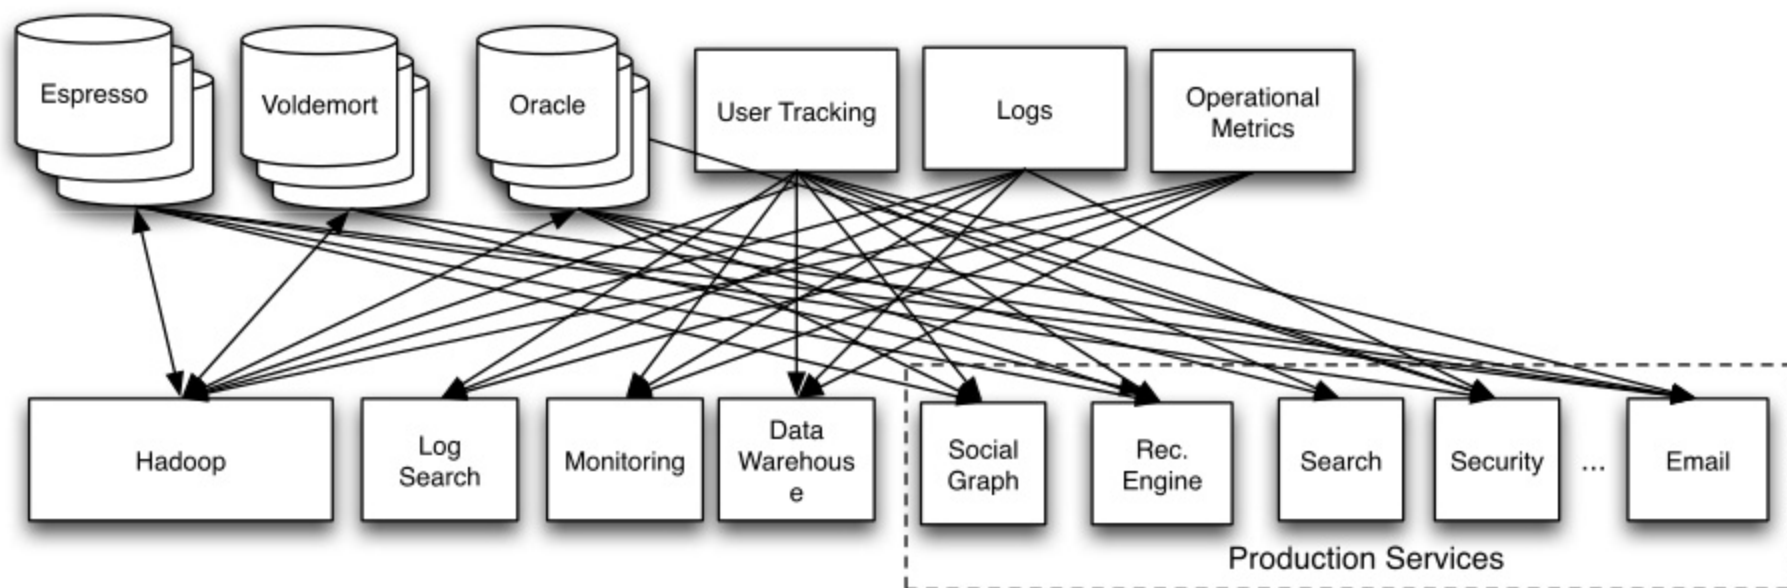 Espresso
Voldemort
Oracle
User Tracking
Logs
Operational
Metrics
Hadoop
Log
Search
Monitoring
Data
Warehous
e
Social
Graph
Rec.
Engine
Search
Security
...
Email
Production Services